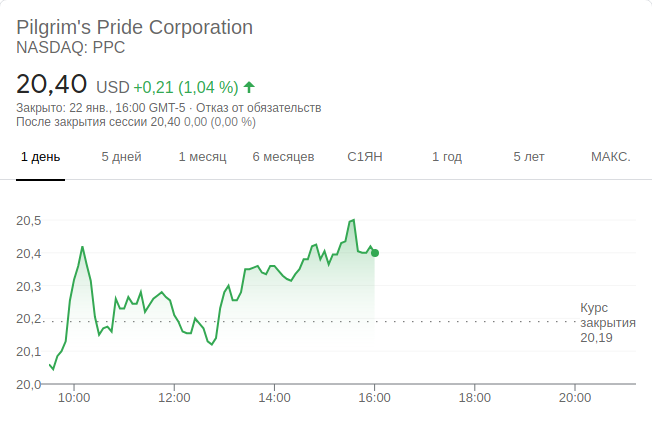 Pilgrim's Pride Corporation
NASDAQ: PPC
20,40 USD +0,21 (1,04 %)
Закрыто: 22 янв., 16:00 GMT-5 · Отказ от обязательств
После закрытия сессии 20,40 0,00 (0,00 %)
1 день 5 дней 1 месяц 6 месяцев С1ЯН 1 год 5 лет МАКС.
20,5
20,4
20,3
20,2
20,1
20,0
Курс
закрытия
20,19
10:00 12:00 14:00 16:00 18:00 20:00